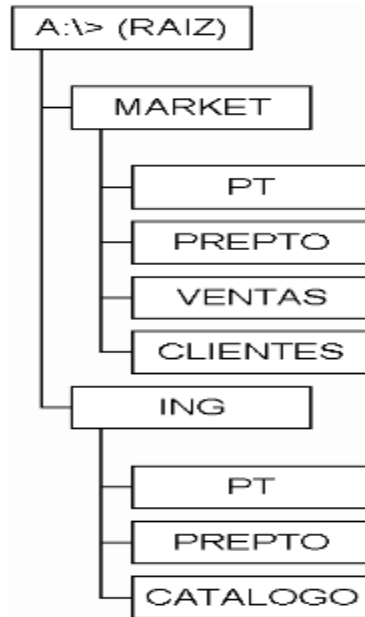 A:\> (RAIZ)
MARKET
PT
PREPTO
VENTAS
CLIENTES
ING
PT
PREPTO
CATALOGO